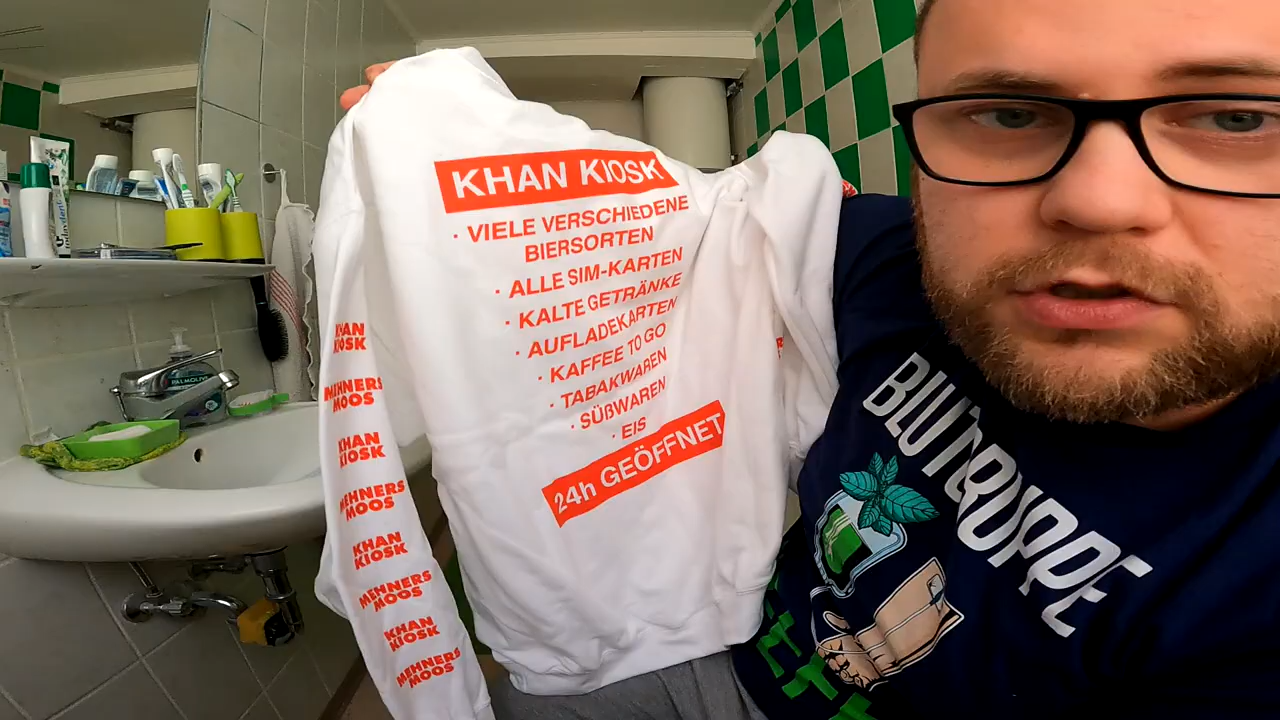 KHAN KIOSK
· VIELE VERSCHIEDENE
BIERSORTEN
· ALLE SIM-KARTEN
· KALTE GETRÄNKE
· AUFLADEKARTEN
· KAFFEE TO GO
· TABAKWAREN
· SÜßWAREN
· EIS
24h GEÖFFNET
KHAN
KIOSK
MEHNERS
MOOS
KHAN
KIOSK
MEHNERS
MOOS
KHAN
KIOSK
MEHNERS
MOOS
KHAN
KIOSK
MEHNERS
MOOS
PALMOLIVE
BLUTGRUPPE